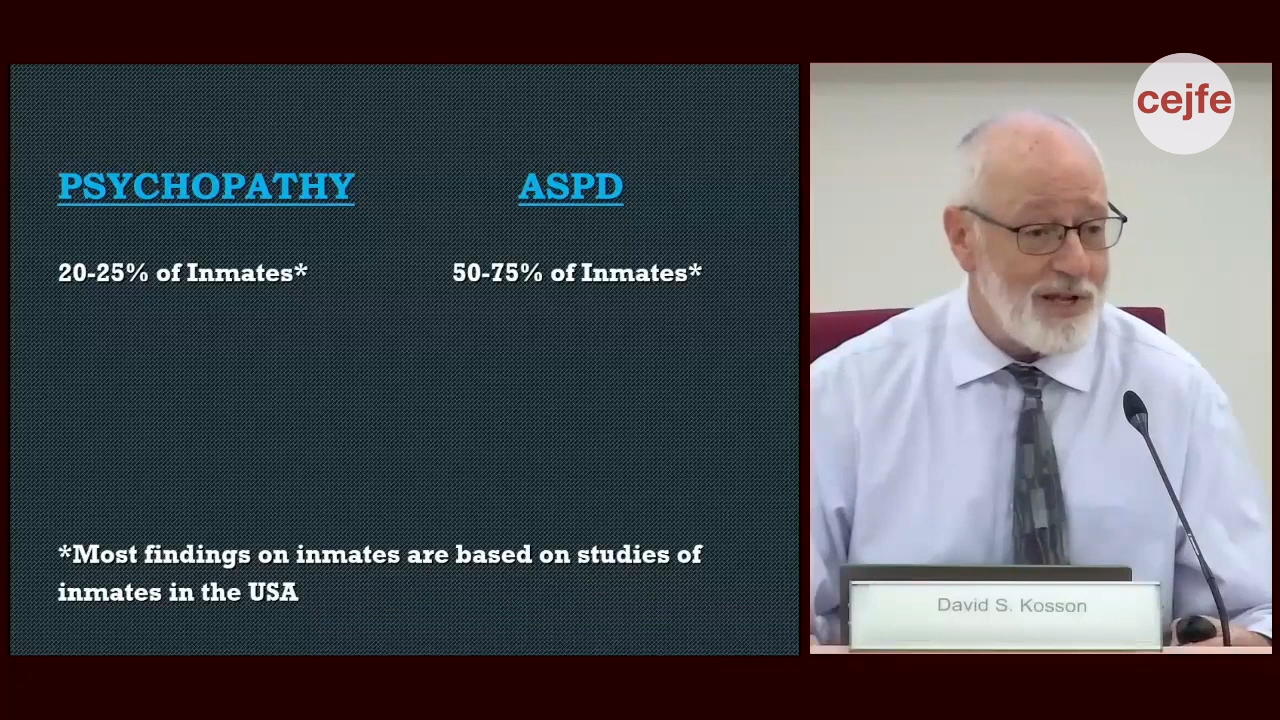 cejfe
PSYCHOPATHY
ASPD
20-25% of Inmates*
50-75% of Inmates*
*Most findings on inmates are based on studies of
inmates in the USA
David S. Kosson